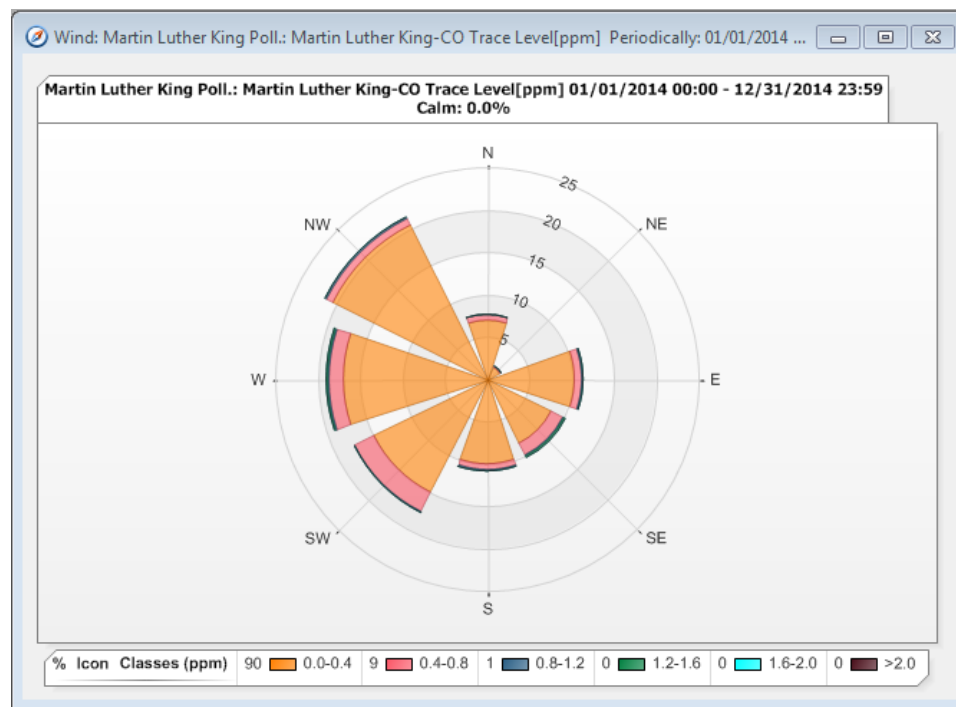 Wind: Martin Luther King Poll.: Martin Luther King-CO Trace Level[ppm]  Periodically: 01/01/2014 ...
Martin Luther King Poll.: Martin Luther King-CO Trace Level[ppm] 01/01/2014 00:00 - 12/31/2014 23:59
Calm: 0.0%
N
25
NW
NE
20
15
10
5
W
E
SW
SE
S
% Icon Classes (ppm) 90 0.0-0.4 9 0.4-0.8 1 0.8-1.2 0 1.2-1.6 0 1.6-2.0 0 >2.0